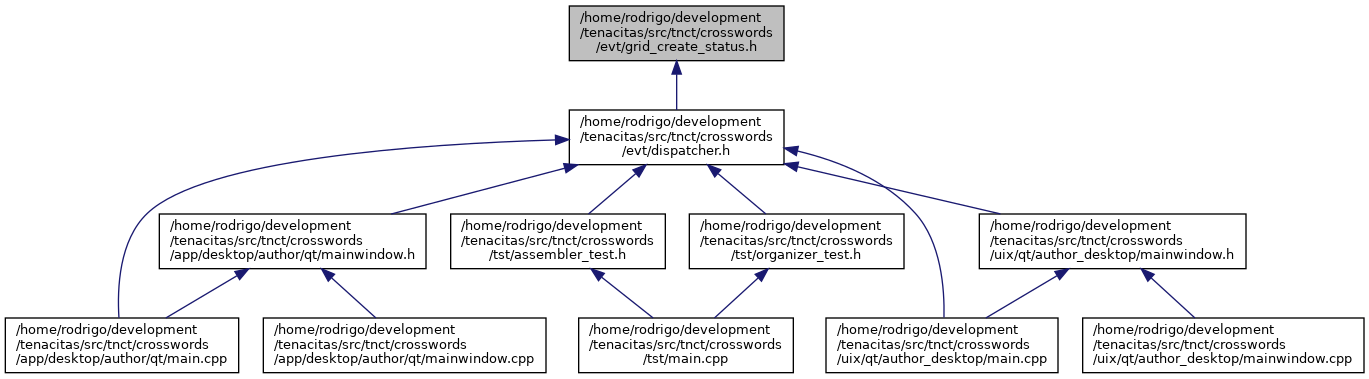 /home/rodrigo/development
/tenacitas/src/tnct/crosswords
/evt/grid_create_status.h
/home/rodrigo/development
/tenacitas/src/tnct/crosswords
/evt/dispatcher.h
/home/rodrigo/development
/tenacitas/src/tnct/crosswords
/app/desktop/author/qt/mainwindow.h
/home/rodrigo/development
/tenacitas/src/tnct/crosswords
/tst/assembler_test.h
/home/rodrigo/development
/tenacitas/src/tnct/crosswords
/tst/organizer_test.h
/home/rodrigo/development
/tenacitas/src/tnct/crosswords
/uix/qt/author_desktop/mainwindow.h
/home/rodrigo/development
/tenacitas/src/tnct/crosswords
/app/desktop/author/qt/main.cpp
/home/rodrigo/development
/tenacitas/src/tnct/crosswords
/app/desktop/author/qt/mainwindow.cpp
/home/rodrigo/development
/tenacitas/src/tnct/crosswords
/tst/main.cpp
/home/rodrigo/development
/tenacitas/src/tnct/crosswords
/uix/qt/author_desktop/main.cpp
/home/rodrigo/development
/tenacitas/src/tnct/crosswords
/uix/qt/author_desktop/mainwindow.cpp